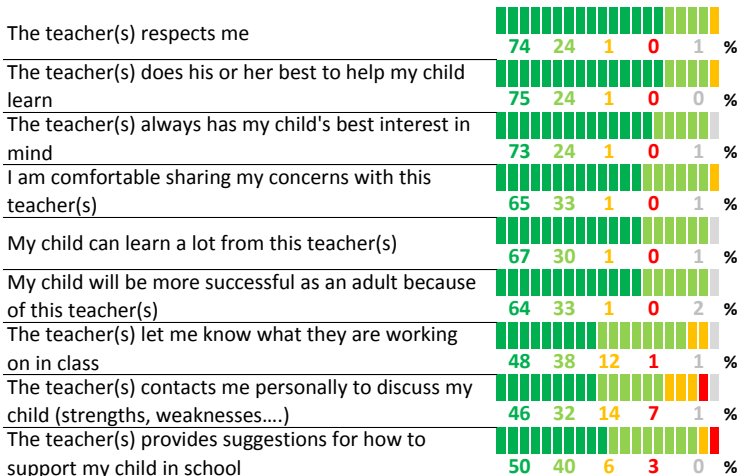 The teacher(s) respects me
74 24 1 0 1 %
The teacher(s) does his or her best to help my child
learn
75 24 1 0 0 %
The teacher(s) always has my child's best interest in
mind
73 24 1 0 1 %
I am comfortable sharing my concerns with this
teacher(s)
65 33 1 0 1 %
My child can learn a lot from this teacher(s)
67 30 1 0 1 %
My child will be more successful as an adult because
of this teacher(s)
64 33 1 0 2 %
The teacher(s) let me know what they are working
on in class
48 38 12 1 1 %
The teacher(s) contacts me personally to discuss my
child (strengths, weaknesses....)
46 32 14 7 1 %
The teacher(s) provides suggestions for how to
support my child in school
50 40 6 3 0 %